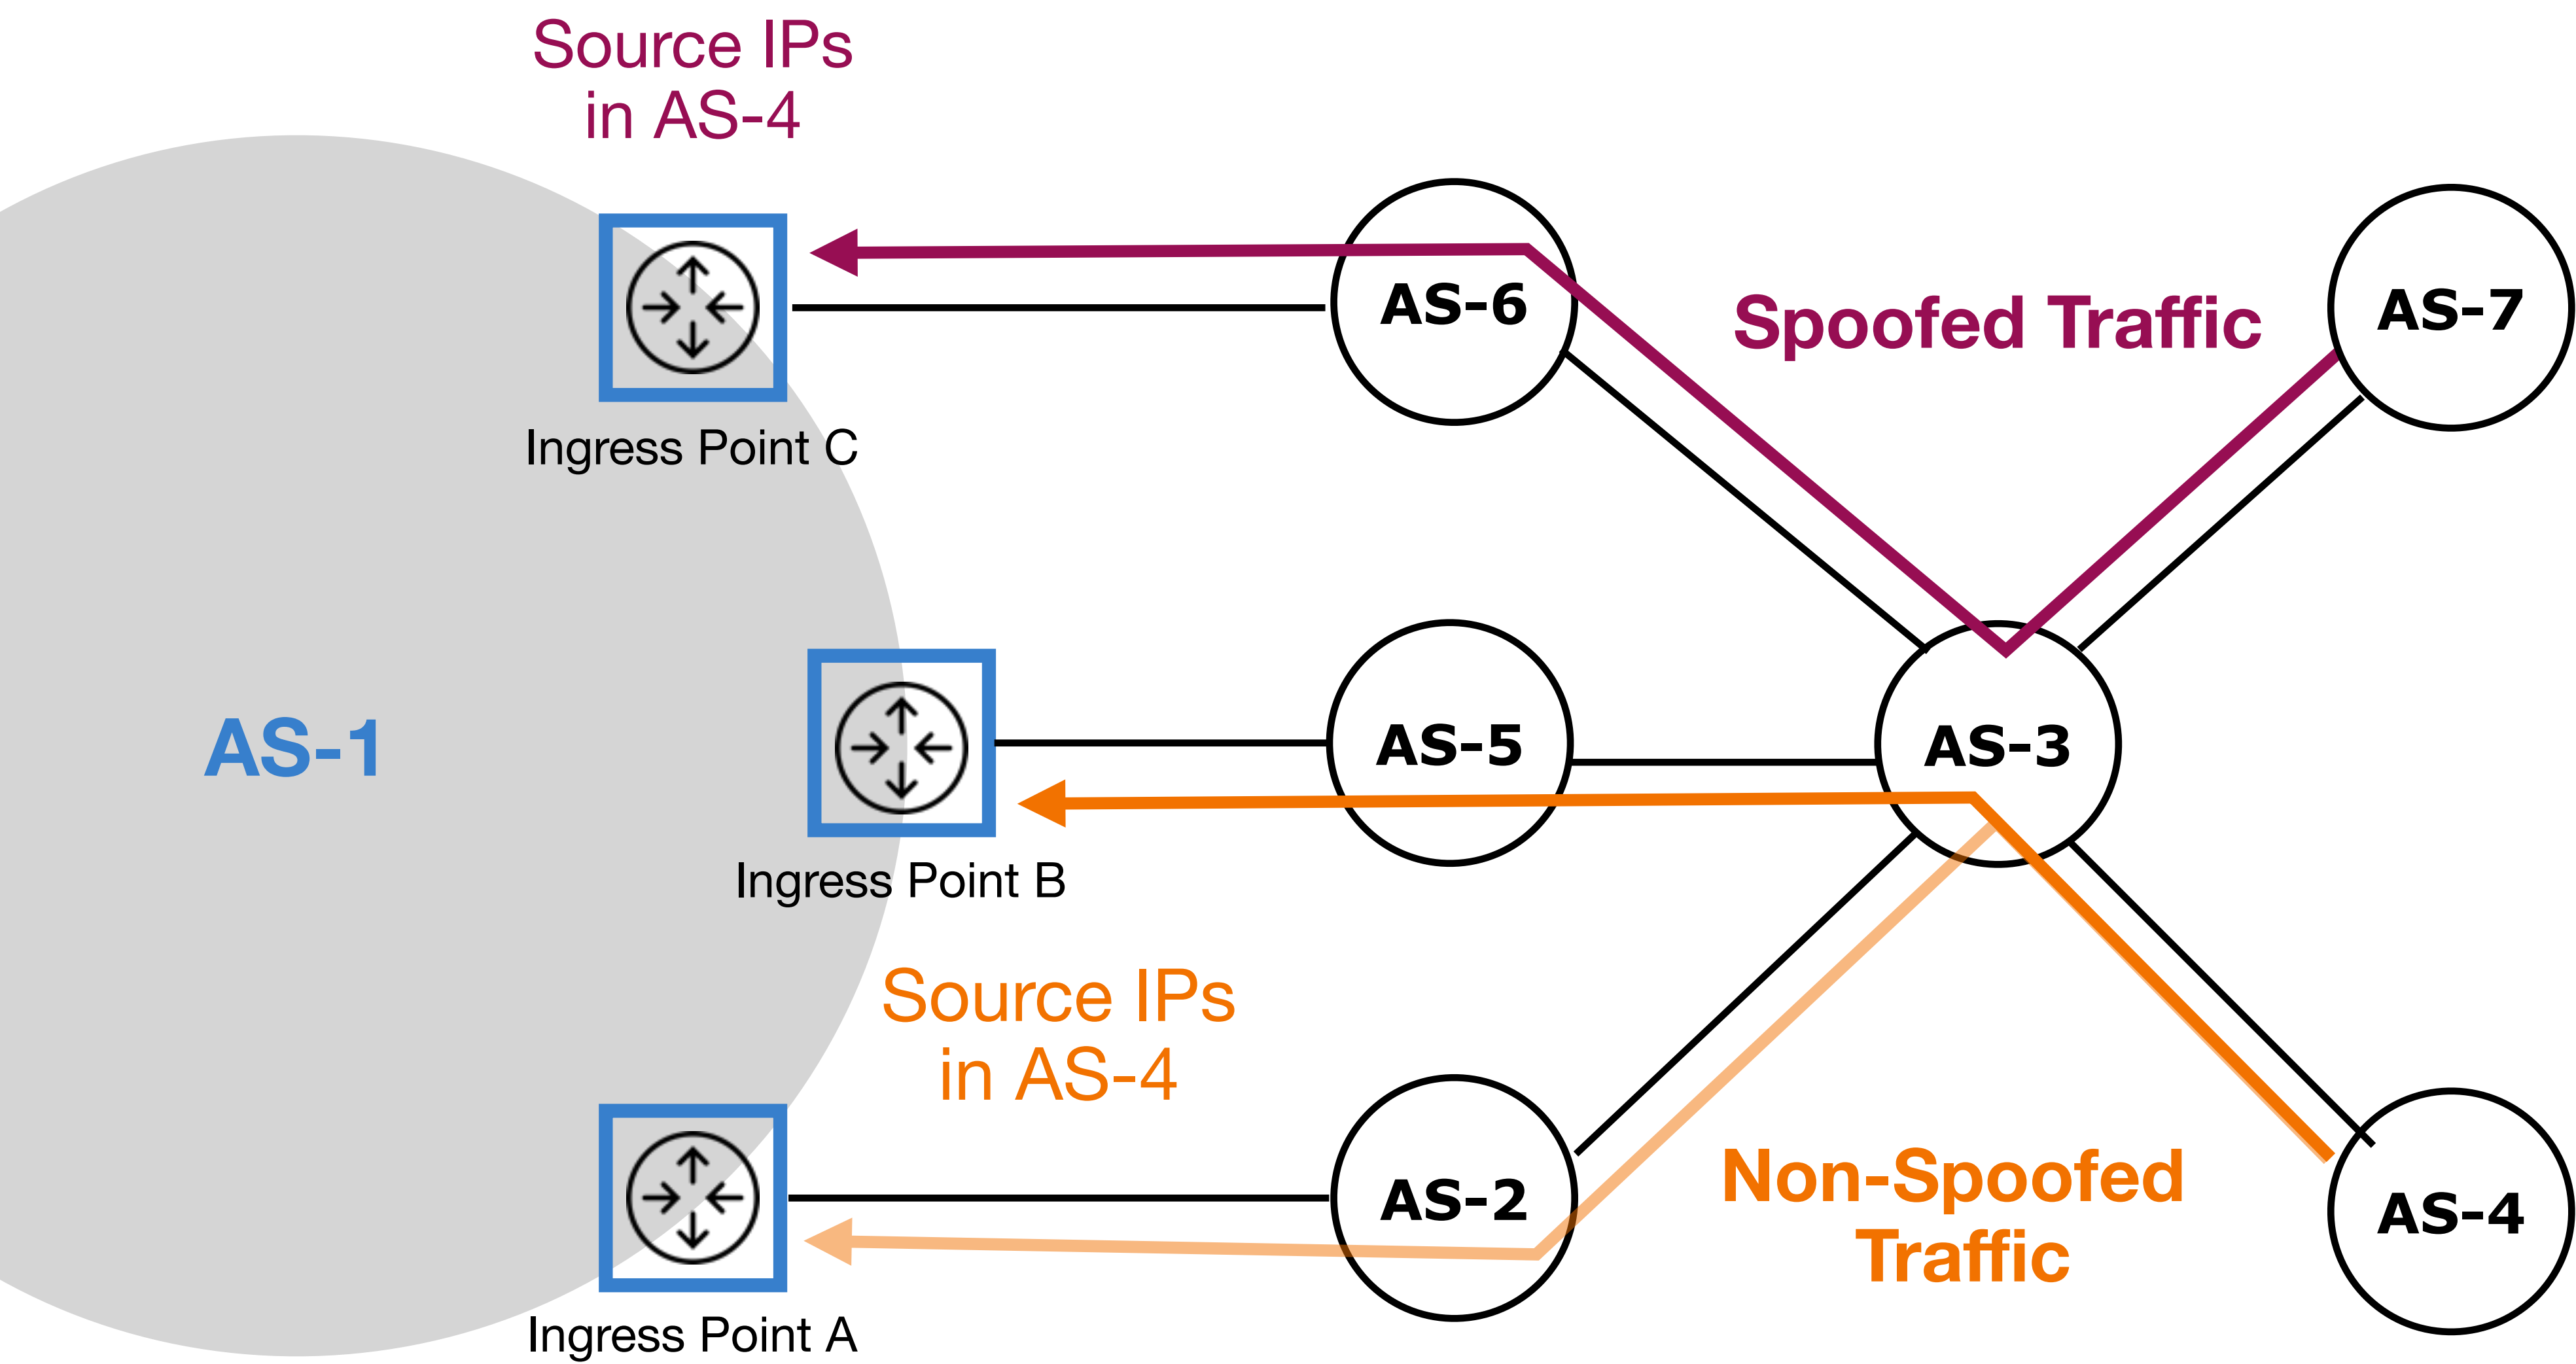 Source IPs
in AS-4
AS-6
Spoofed Traffic
AS-7
Ingress Point C
AS-1
AS-5
AS-3
Ingress Point B
Source IPs
in AS-4
AS-2
Non-Spoofed
Traffic
AS-4
Ingress Point A